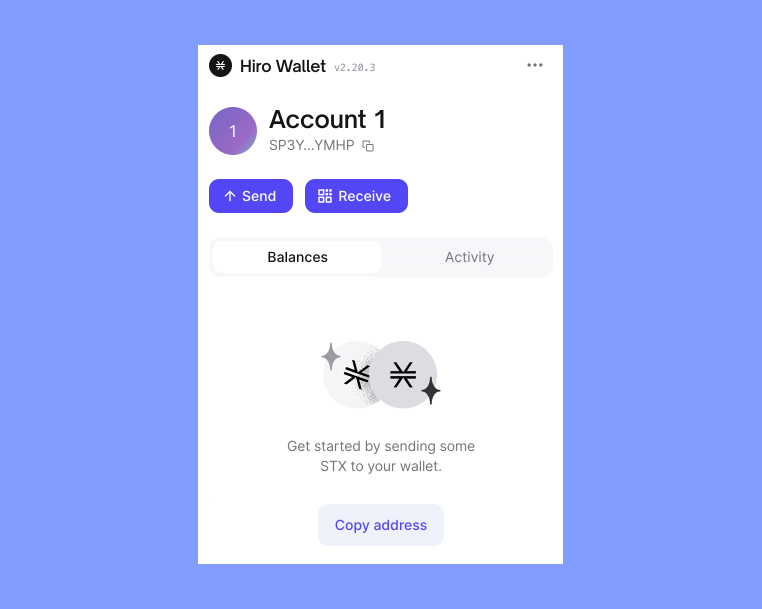 Hiro Wallet v2.20.3
1
Account 1
SP3Y...YMHP
Send
Receive
Balances
Activity
Get started by sending some
STX to your wallet.
Copy address